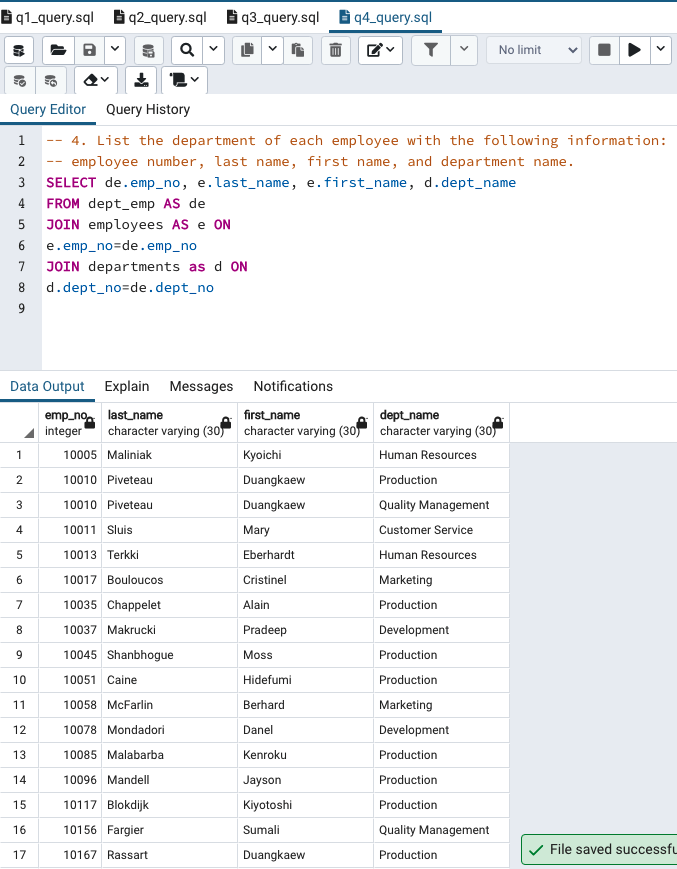 q1_query.sql q2_query.sql q3_query.sql q4_query.sql
No limit
Query Editor Query History
1 -- 4. List the department of each employee with the following information:
2 -- employee number, last name, first name, and department name.
3 SELECT de.emp_no, e.last_name, e.first_name, d.dept_name
4 FROM dept_emp AS de
5 JOIN employees AS e ON
6 e.emp_no=de.emp_no
7 JOIN departments as d ON
8 d.dept_no=de.dept_no
9
Data Output Explain Messages Notifications
emp_no last_name first_name dept_name
integer character varying (30) character varying (30) character varying (30)
1 10005 Maliniak Kyoichi Human Resources
2 10010 Piveteau Duangkaew Production
3 10010 Piveteau Duangkaew Quality Management
4 10011 Sluis Mary Customer Service
5 10013 Terkki Eberhardt Human Resources
6 10017 Bouloucos Cristinel Marketing
7 10035 Chappelet Alain Production
8 10037 Makrucki Pradeep Development
9 10045 Shanbhogue Moss Production
10 10051 Caine Hidefumi Production
11 10058 McFarlin Berhard Marketing
12 10078 Mondadori Danel Development
13 10085 Malabarba Kenroku Production
14 10096 Mandell Jayson Production
15 10117 Blokdijk Kiyotoshi Production
16 10156 Fargier Sumali Quality Management
17 10167 Rassart Duangkaew Production
File saved successfu